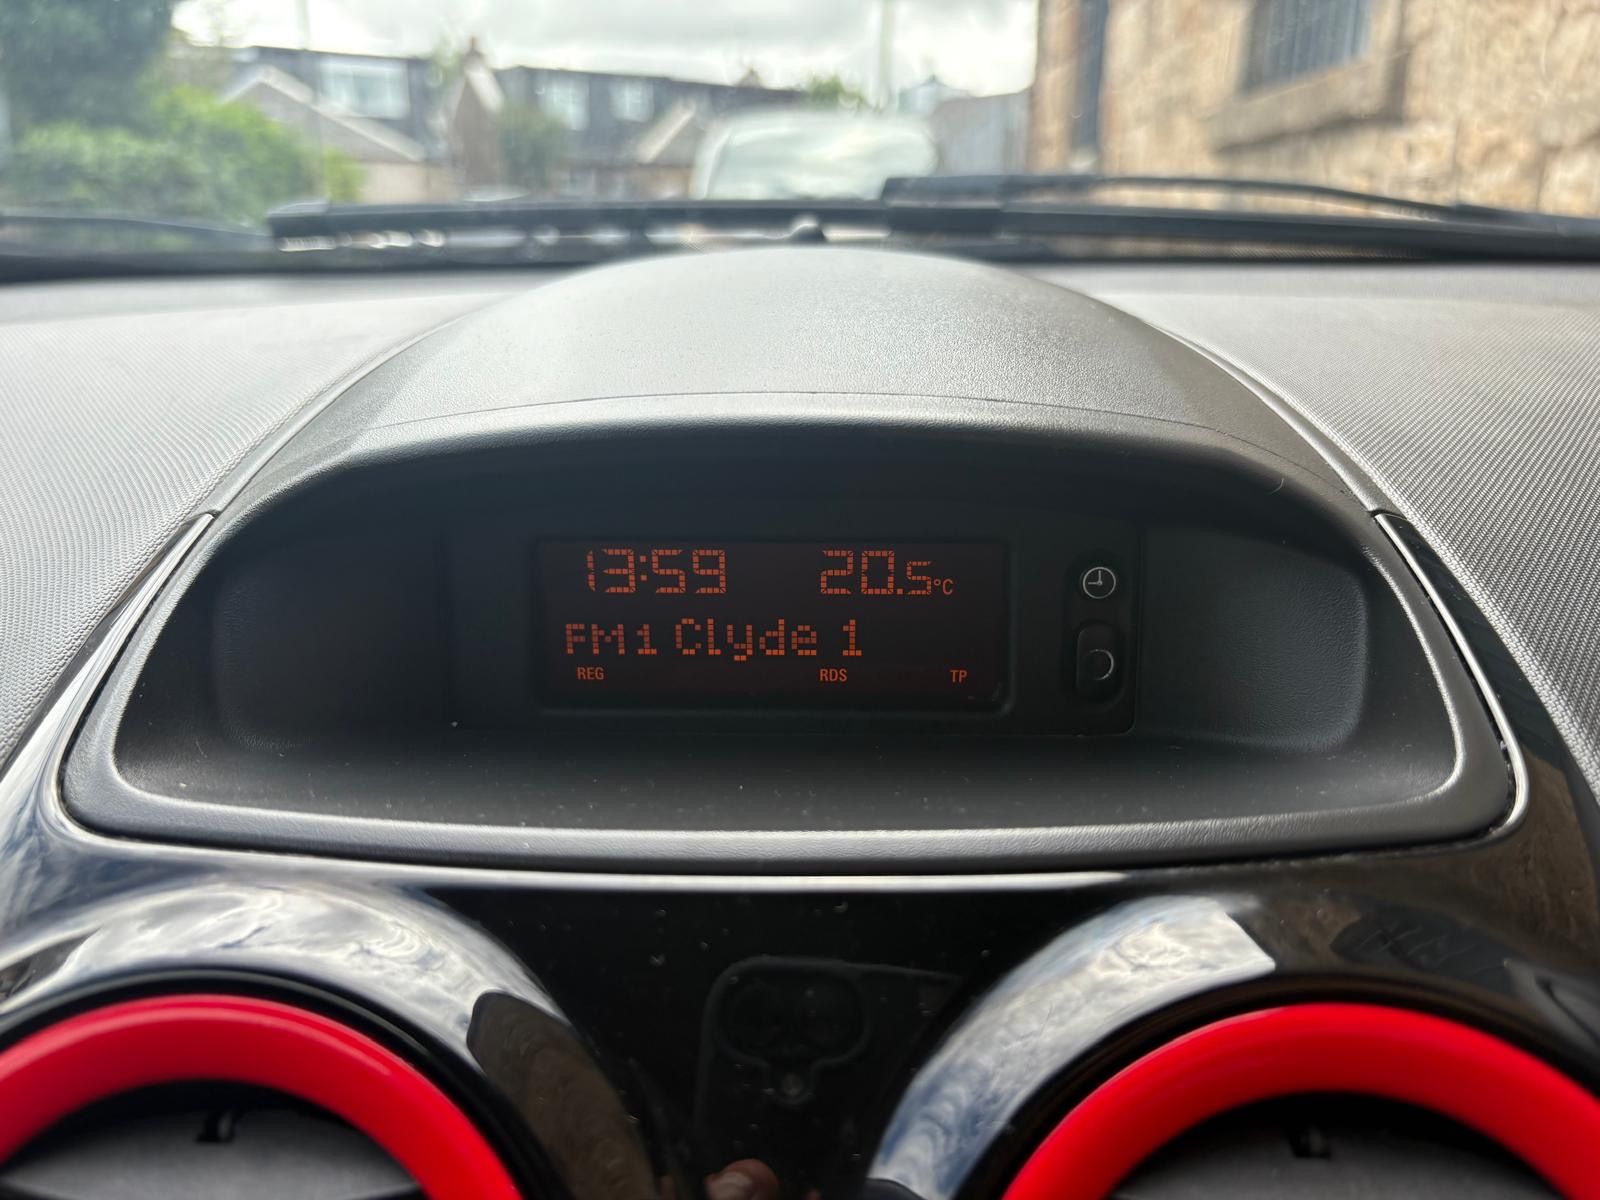 13:59 20.5°C
FM1 Clyde 1
REG RDS TP